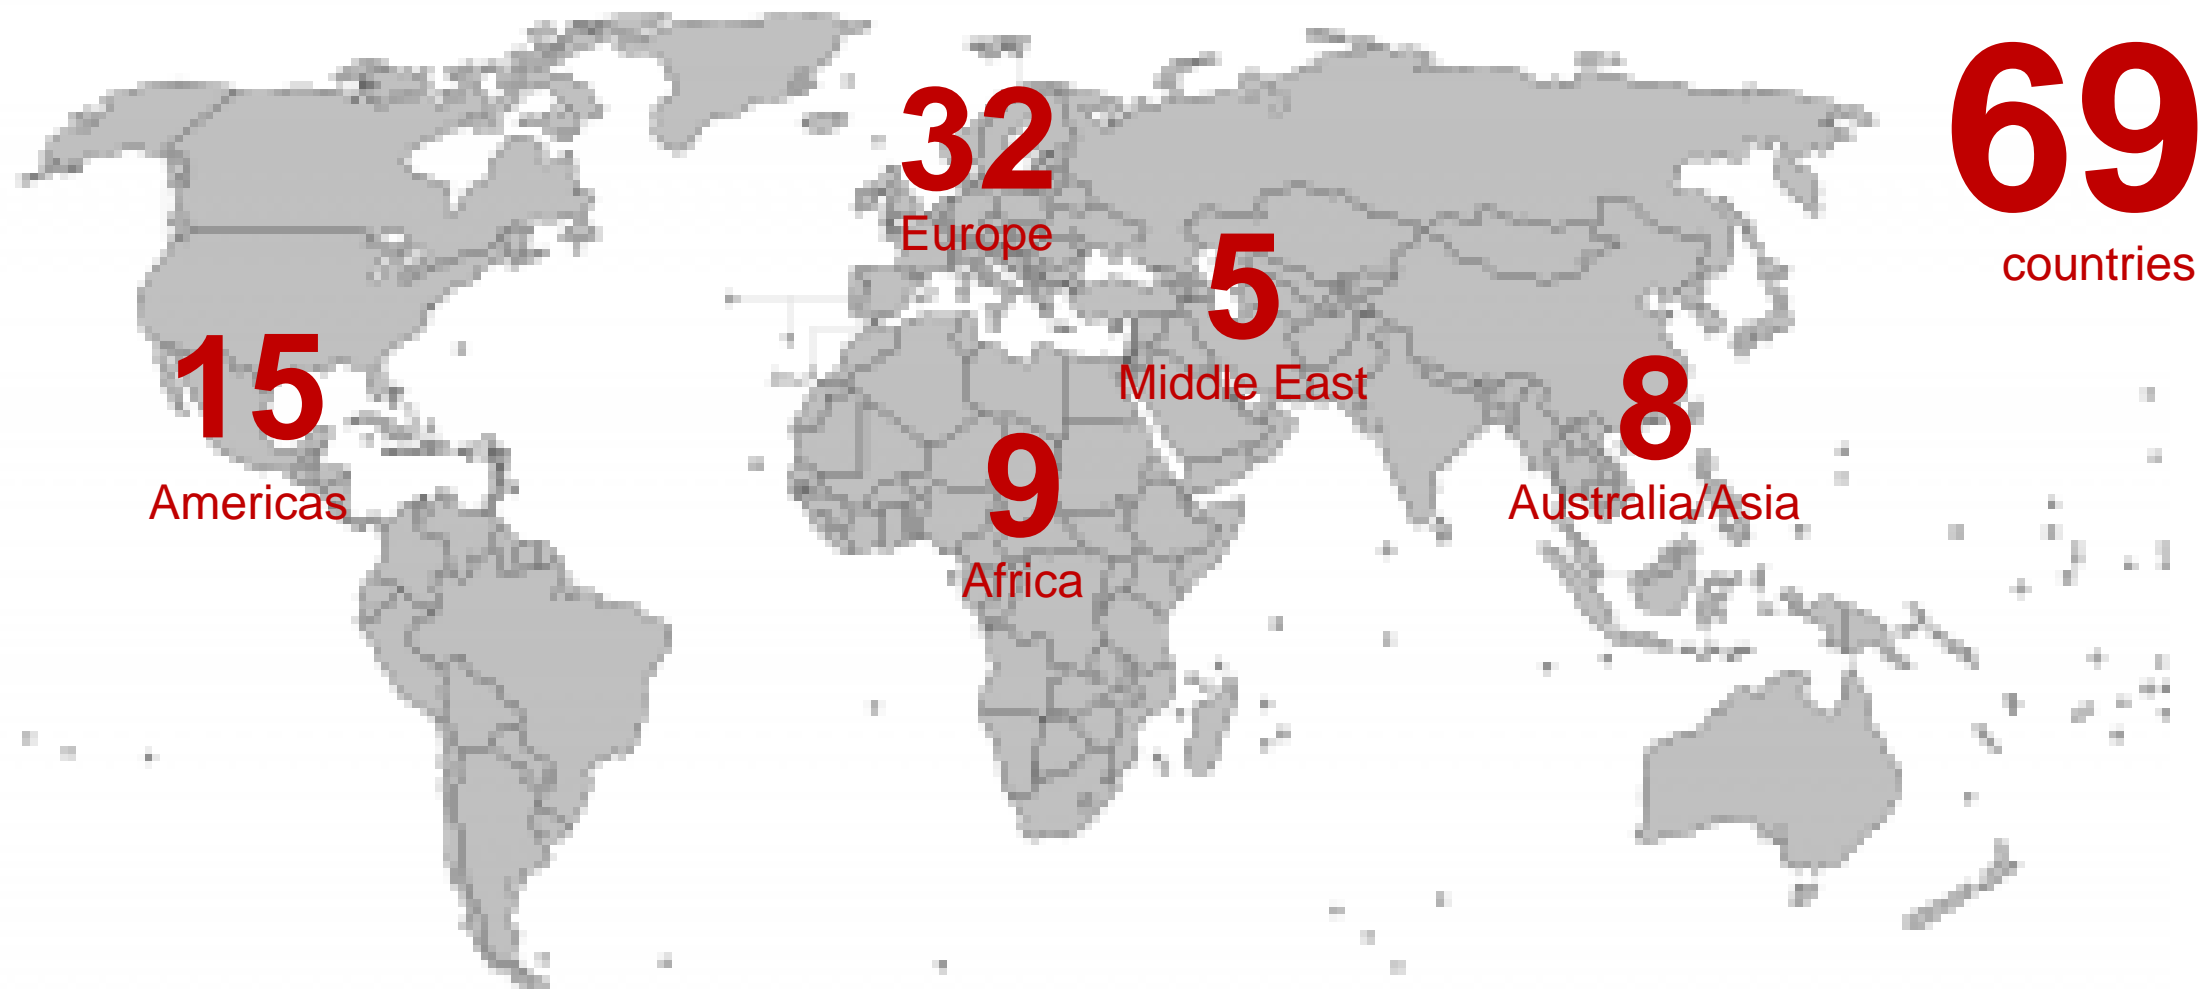 69
countries
32
Europe
5
Middle East
15
Americas
8
Australia/Asia
9
Africa